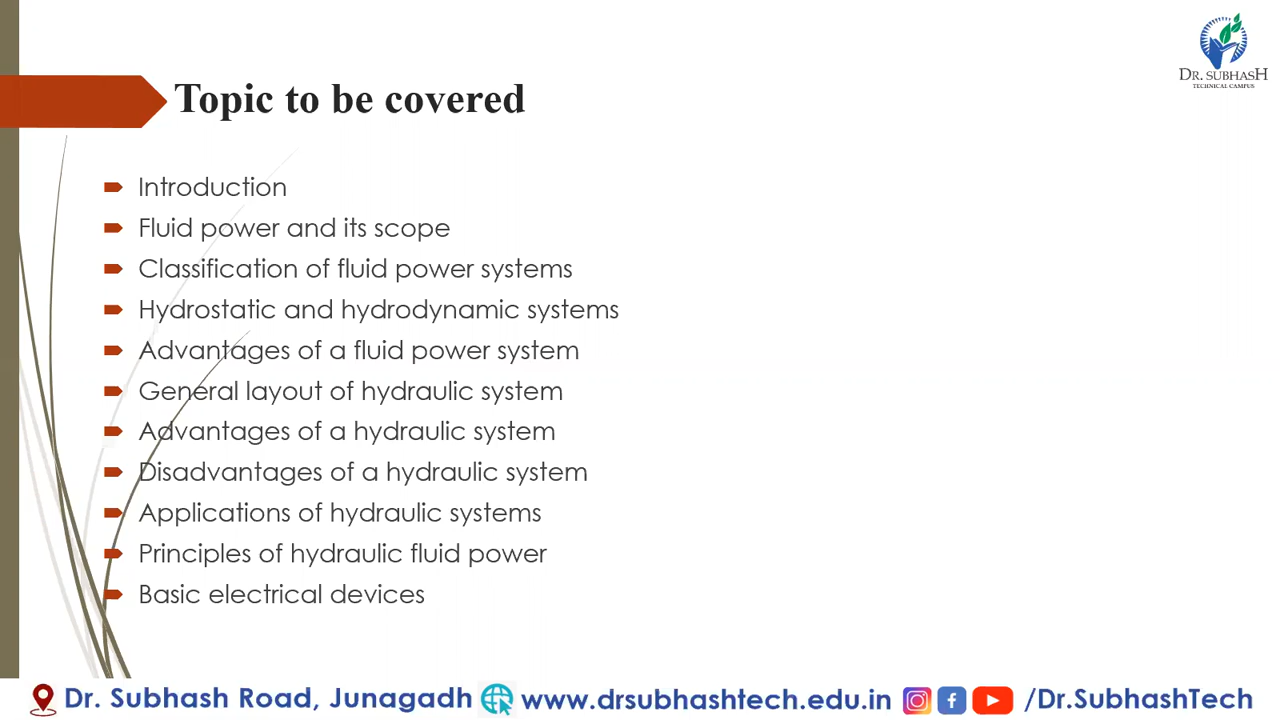 DR. SUBHASH
TECHNICAL CAMPUS
Topic to be covered
Introduction
Fluid power and its scope
Classification of fluid power systems
Hydrostatic and hydrodynamic systems
Advantages of a fluid power system
General layout of hydraulic system
Advantages of a hydraulic system
Disadvantages of a hydraulic system
Applications of hydraulic systems
Principles of hydraulic fluid power
Basic electrical devices
Dr. Subhash Road, Junagadh www.drsubhashtech.edu.in /Dr.SubhashTech